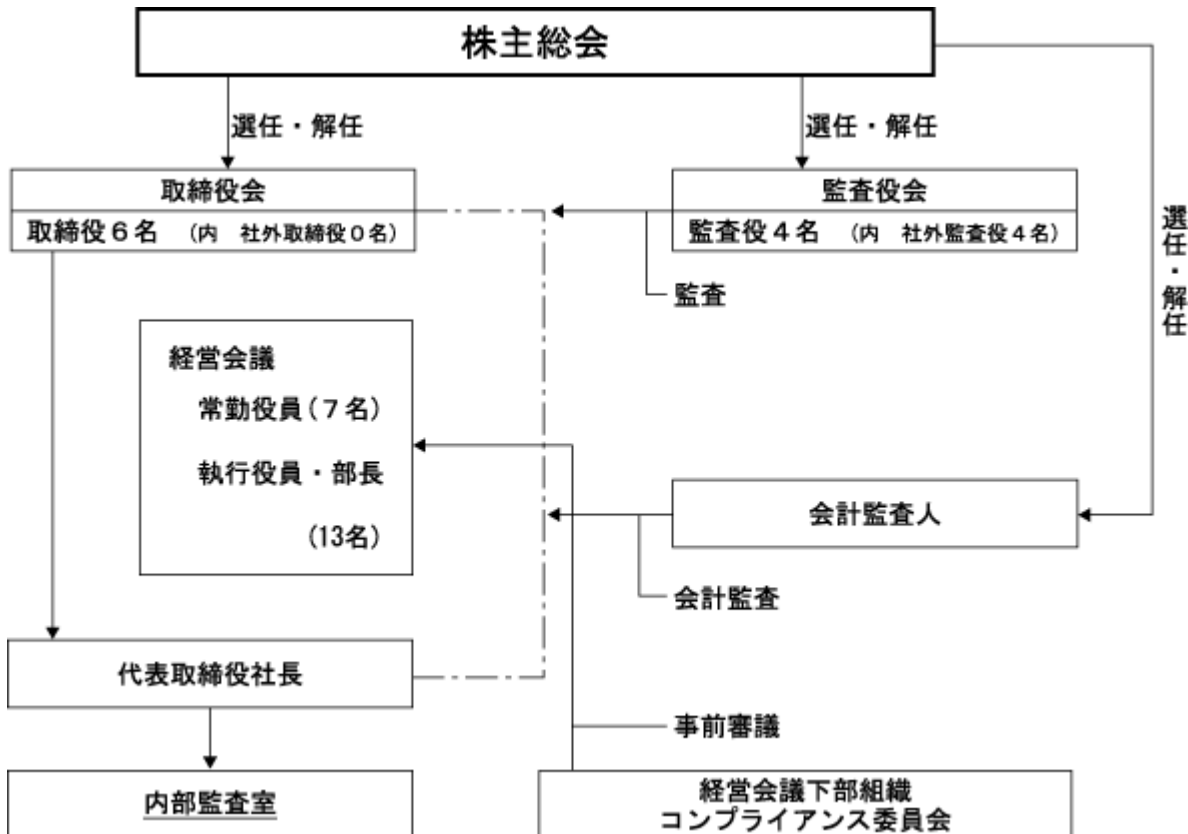 株主総会
選任・解任
選任・解任
取締役会
取締役6名 (内 社外取締役0名)
監査役会
監査役4名 (内 社外監査役4名)
選任・解任
監査
経営会議
常勤役員(7名)
執行役員・部長
(13名)
会計監査人
会計監査
代表取締役社長
事前審議
内部監査室
経営会議下部組織
コンプライアンス委員会